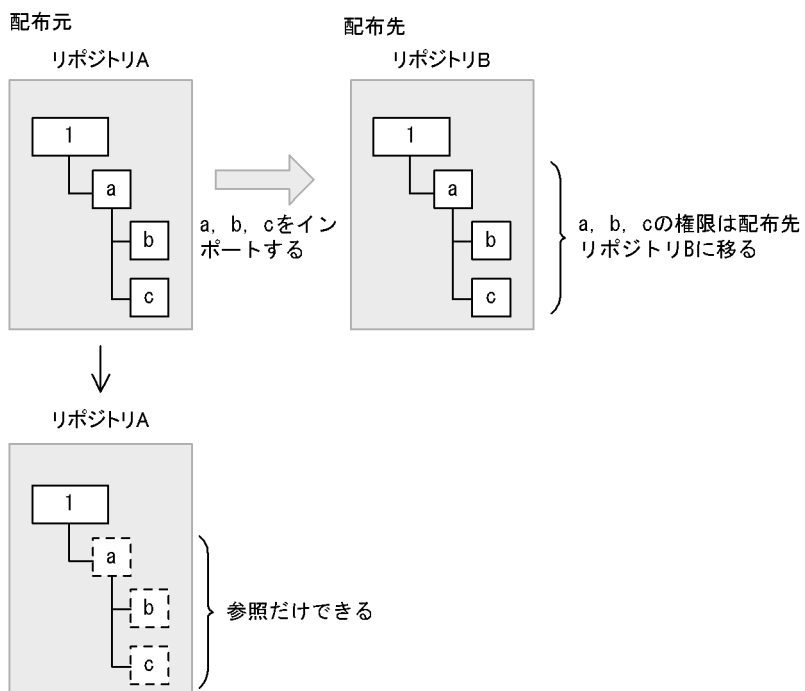 配布元
配布先
リポジトリA
リポジトリB
1
a
b
c
a, b, cをイン
ポートする
1
a
b
c
a, b, cの権限は配布先
リポジトリBに移る
リポジトリA
1
a
b
c
参照だけできる